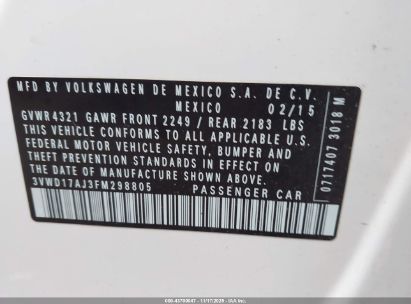 MFD BY VOLKSWAGEN DE MEXICO S.A. DE C.V.
MEXICO 02/15
GVWR4321 GAWR FRONT 2249 / REAR 2183 LBS
THIS VEHICLE CONFORMS TO ALL APPLICABLE U.S.
FEDERAL MOTOR VEHICLE SAFETY, BUMPER AND
THEFT PREVENTION STANDARDS IN EFFECT ON
THE DATE OF MANUFACTURE SHOWN ABOVE.
3VWD17AJ3FM298805 PASSENGER CAR
0717407 3018 M